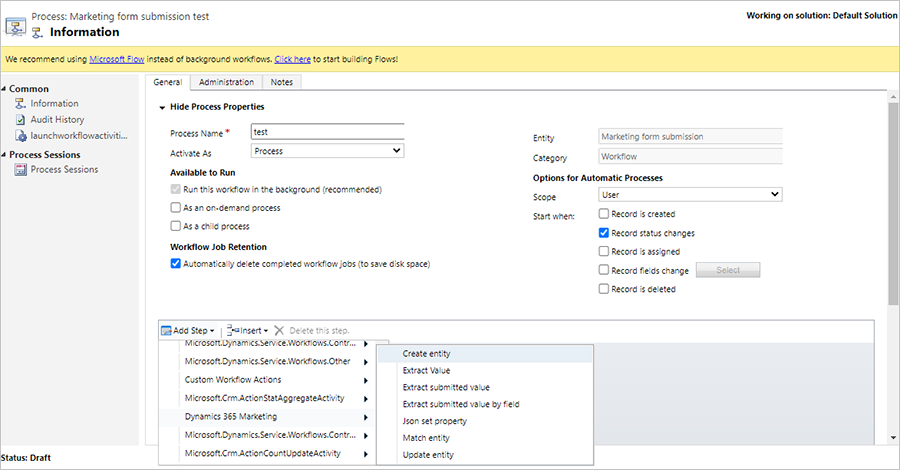 Process: Marketing form submission test
Information
Working on solution: Default Solution
We recommend using Microsoft Flow instead of background workflows. Click here to start building Flows!
Common
Information
Audit History
launchworkflowactiviti...
Process Sessions
Process Sessions
General
Administration
Notes
Hide Process Properties
Process Name *
test
Activate As
Process
Available to Run
Run this workflow in the background (recommended)
As an on-demand process
As a child process
Workflow Job Retention
Automatically delete completed workflow jobs (to save disk space)
Entity
Marketing form submission
Category
Workflow
Options for Automatic Processes
Scope
User
Start when:
Record is created
Record status changes
Record is assigned
Record fields change
Select
Record is deleted
Add Step
Insert
Delete this step.
Microsoft.Dynamics.Service.Workflows.Contr...
Microsoft.Dynamics.Service.Workflows.Other
Custom Workflow Actions
Microsoft.Crm.ActionStatAggregateActivity
Dynamics 365 Marketing
Microsoft.Dynamics.Service.Workflows.Contr...
Microsoft.Crm.ActionCountUpdateActivity
Create entity
Extract Value
Extract submitted value
Extract submitted value by field
Json set property
Match entity
Update entity
Status: Draft